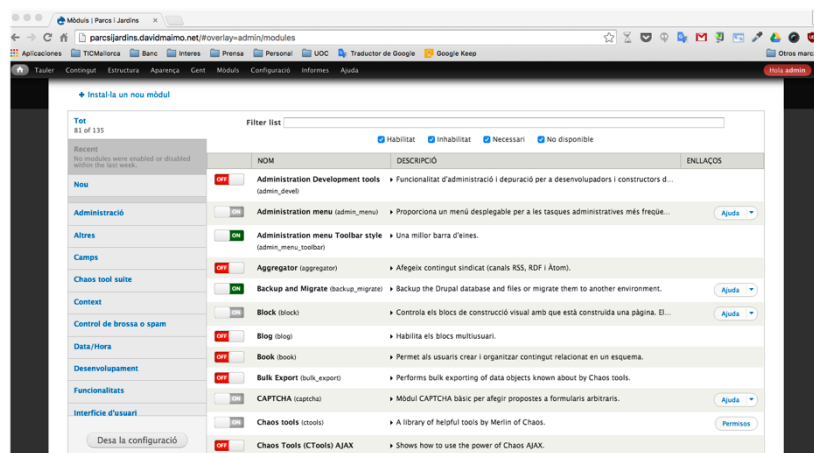 Mòduls | Parcs i Jardins
parcsijardins.davidmaimo.net/#overlay=admin/modules
Aplicaciones TICMallorca Banc Interes Prensa Personal UOC Traductor de Google Google Keep Otros marc
Tauler Contingut Estructura Aparença Gent Mòduls Configuració Informes Ajuda Hola admin
+ Instal·la un nou mòdul
Tot
81 of 135
Recent
No modules were enabled or disabled
within the last week.
Nou
Administració
Altres
Camps
Chaos tool suite
Context
Control de brossa o spam
Data/Hora
Desenvolupament
Funcionalitats
Interfície d'usuari
Desa la configuració
Filter list
Habilitat Inhabilitat Necessari No disponible
NOM DESCRIPCIÓ ENLLAÇOS
OFF Administration Development tools Funcionalitat d'administració i depuració per a desenvolupadors i constructors d...
(admin_devel)
ON Administration menu (admin_menu) Proporciona un menú desplegable per a les tasques administratives més freqüe... Ajuda
ON Administration menu Toolbar style Una millor barra d'eines.
(admin_menu_toolbar)
OFF Aggregator (aggregator) Afegeix contingut sindicat (canals RSS, RDF i Àtom).
ON Backup and Migrate (backup_migrate) Backup the Drupal database and files or migrate them to another environment. Ajuda
ON Block (block) Controla els blocs de construcció visual amb que està construïda una pàgina. El... Ajuda
OFF Blog (blog) Habilita els blocs multiusuari.
OFF Book (book) Permet als usuaris crear i organitzar contingut relacionat en un esquema.
OFF Bulk Export (bulk_export) Performs bulk exporting of data objects known about by Chaos tools.
ON CAPTCHA (captcha) Mòdul CAPTCHA bàsic per afegir propostes a formularis arbitraris. Ajuda
ON Chaos tools (ctools) A library of helpful tools by Merlin of Chaos. Permisos
OFF Chaos Tools (CTools) AJAX Shows how to use the power of Chaos AJAX.